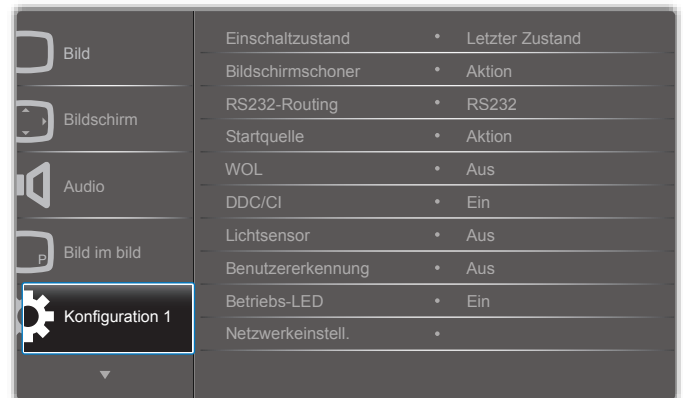 Bild
Bildschirm
Audio
P
Bild im bild
Konfiguration 1
Einschaltzustand • Letzter Zustand
Bildschirmschoner • Aktion
RS232-Routing • RS232
Startquelle • Aktion
WOL • Aus
DDC/CI • Ein
Lichtsensor • Aus
Benutzererkennung • Aus
Betriebs-LED • Ein
Netzwerkeinstell. •